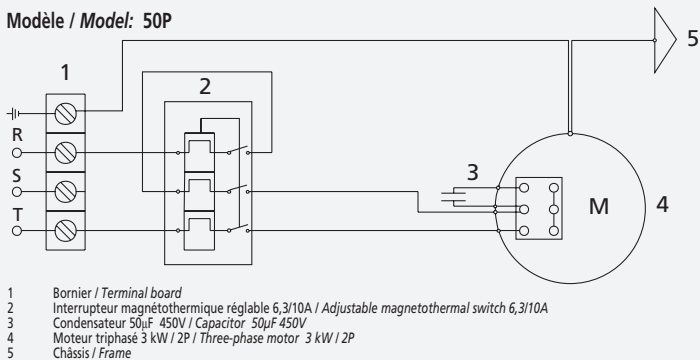 Modèle / Model: 50P
1
2
3
4
5
R
S
T
M
1 Bornier / Terminal board
2 Interrupteur magnétothermique réglable 6,3/10A / Adjustable magnetothermal switch 6,3/10A
3 Condensateur 50µF 450V / Capacitor 50µF 450V
4 Moteur triphasé 3 kW / 2P / Three-phase motor 3 kW / 2P
5 Châssis / Frame